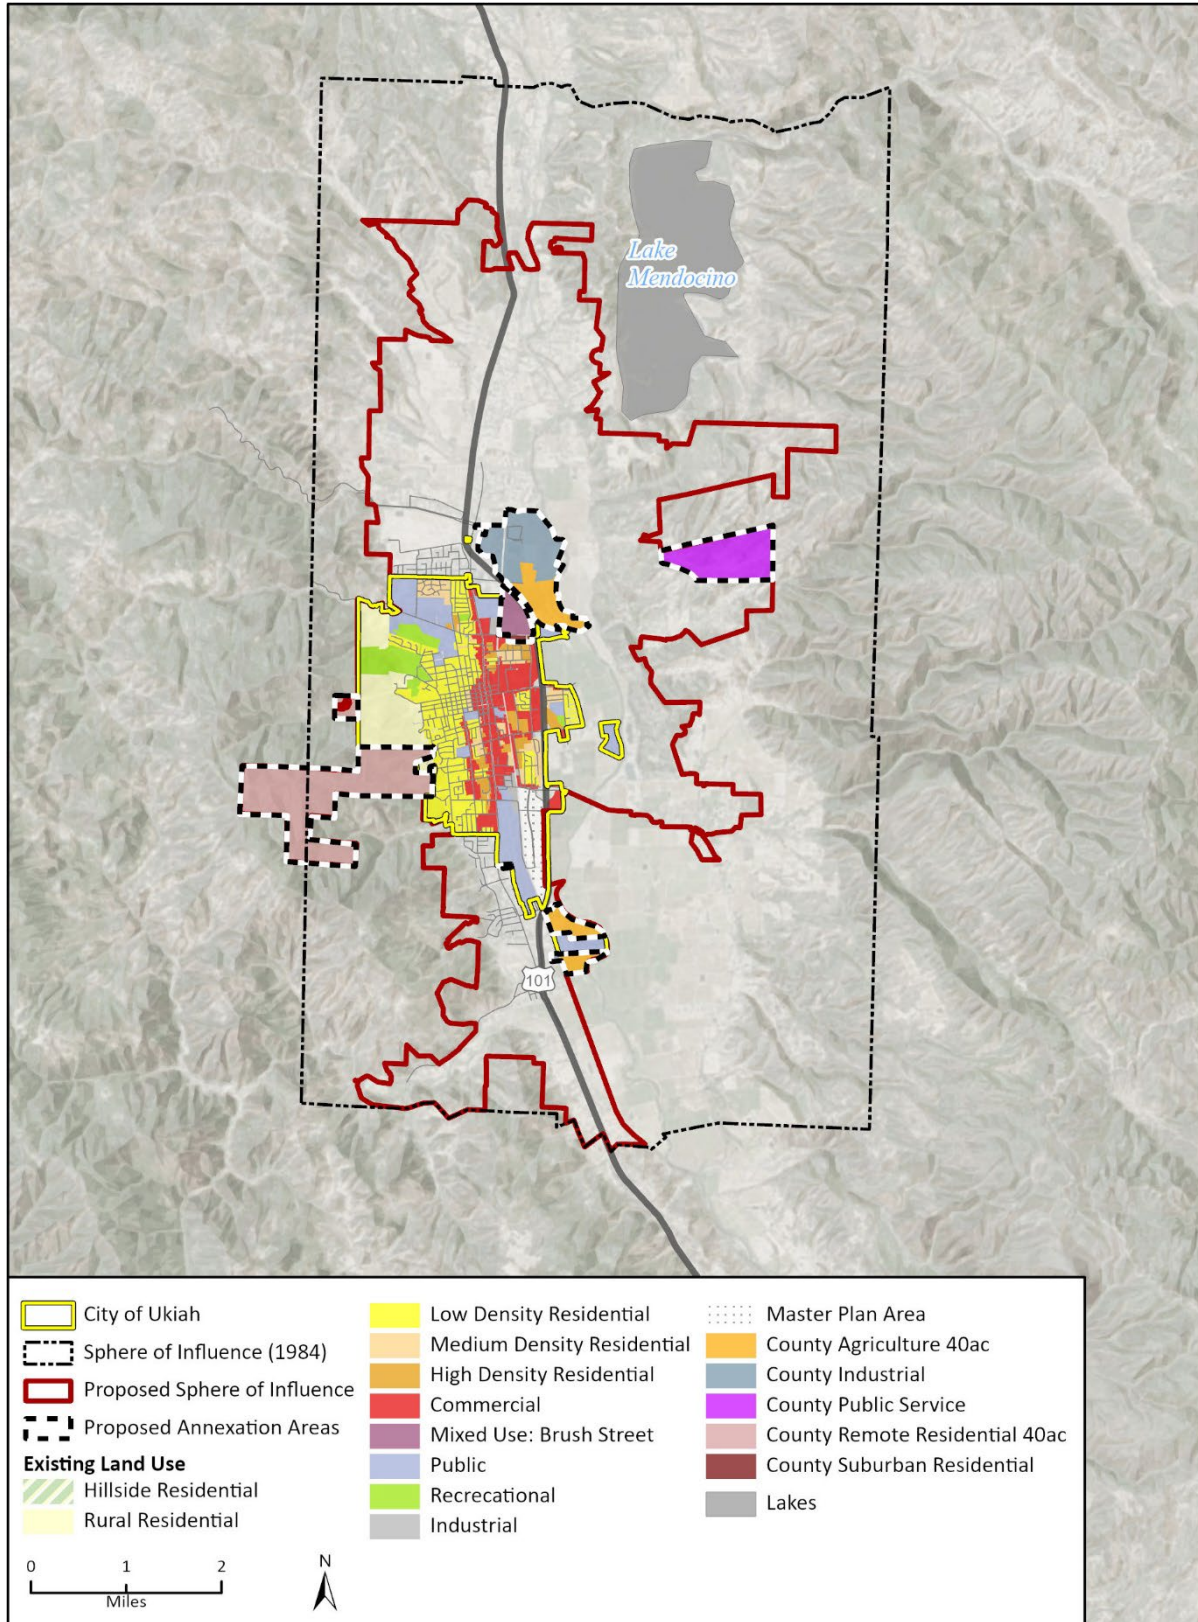 Lake
Mendocino
101
City of Ukiah
Sphere of Influence (1984)
Proposed Sphere of Influence
Proposed Annexation Areas
Existing Land Use
Hillside Residential
Rural Residential
Low Density Residential
Medium Density Residential
High Density Residential
Commercial
Mixed Use: Brush Street
Public
Recrecational
Industrial
Master Plan Area
County Agriculture 40ac
County Industrial
County Public Service
County Remote Residential 40ac
County Suburban Residential
Lakes
0 1 2
Miles
N